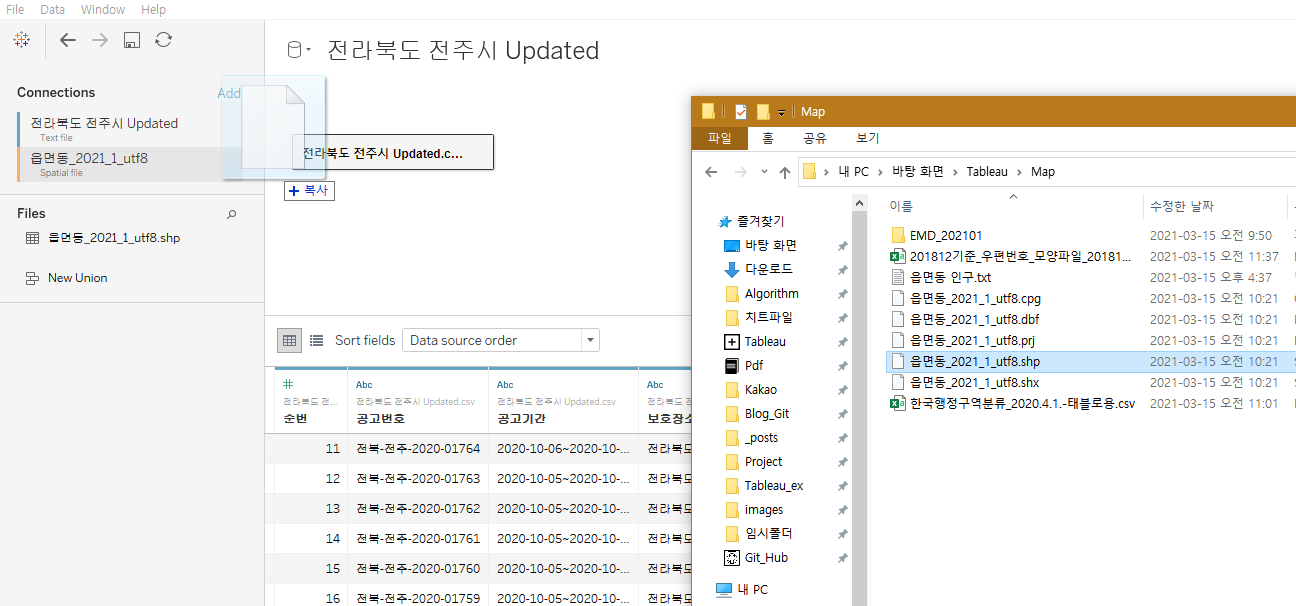 File Data Window Help
전라북도 전주시 Updated
Connections
Add
전라북도 전주시 Updated
Text file
읍면동_2021_1_utf8
Spatial file
전라북도 전주시 Updated.c...
복사
Files
읍면동_2021_1_utf8.shp
New Union
Sort fields
Data source order
# Abc Abc Abc
전라북도 전... 전라북도 전주시 Updated.csv 전라북도 전주시 Updated.csv 전라북도
순번 공고번호 공고기간 보호장소
11 전북-전주-2020-01764 2020-10-06~2020-10-... 전라북도
12 전북-전주-2020-01763 2020-10-05~2020-10-... 전라북도
13 전북-전주-2020-01762 2020-10-05~2020-10-... 전라북도
14 전북-전주-2020-01761 2020-10-05~2020-10-... 전라북도
15 전북-전주-2020-01760 2020-10-05~2020-10-... 전라북도
16 전북-전주-2020-01759 2020-10-05~2020-10-... 전라북도
Map
파일 홈 공유 보기
내 PC > 바탕 화면 > Tableau > Map
즐겨찾기
바탕 화면
다운로드
Algorithm
치트파일
Tableau
Pdf
Kakao
Blog_Git
_posts
Project
Tableau_ex
images
임시폴더
Git_Hub
내 PC
이름 수정한 날짜
EMD_202101 2021-03-15 오전 9:50
201812기준_우편번호_모양파일_20181... 2021-03-15 오전 11:37
읍면동 인구.txt 2021-03-15 오후 4:37
읍면동_2021_1_utf8.cpg 2021-03-15 오전 10:21
읍면동_2021_1_utf8.dbf 2021-03-15 오전 10:21
읍면동_2021_1_utf8.prj 2021-03-15 오전 10:21
읍면동_2021_1_utf8.shp 2021-03-15 오전 10:21
읍면동_2021_1_utf8.shx 2021-03-15 오전 10:21
한국행정구역분류_2020.4.1.-태블로용.csv 2021-03-15 오전 11:01